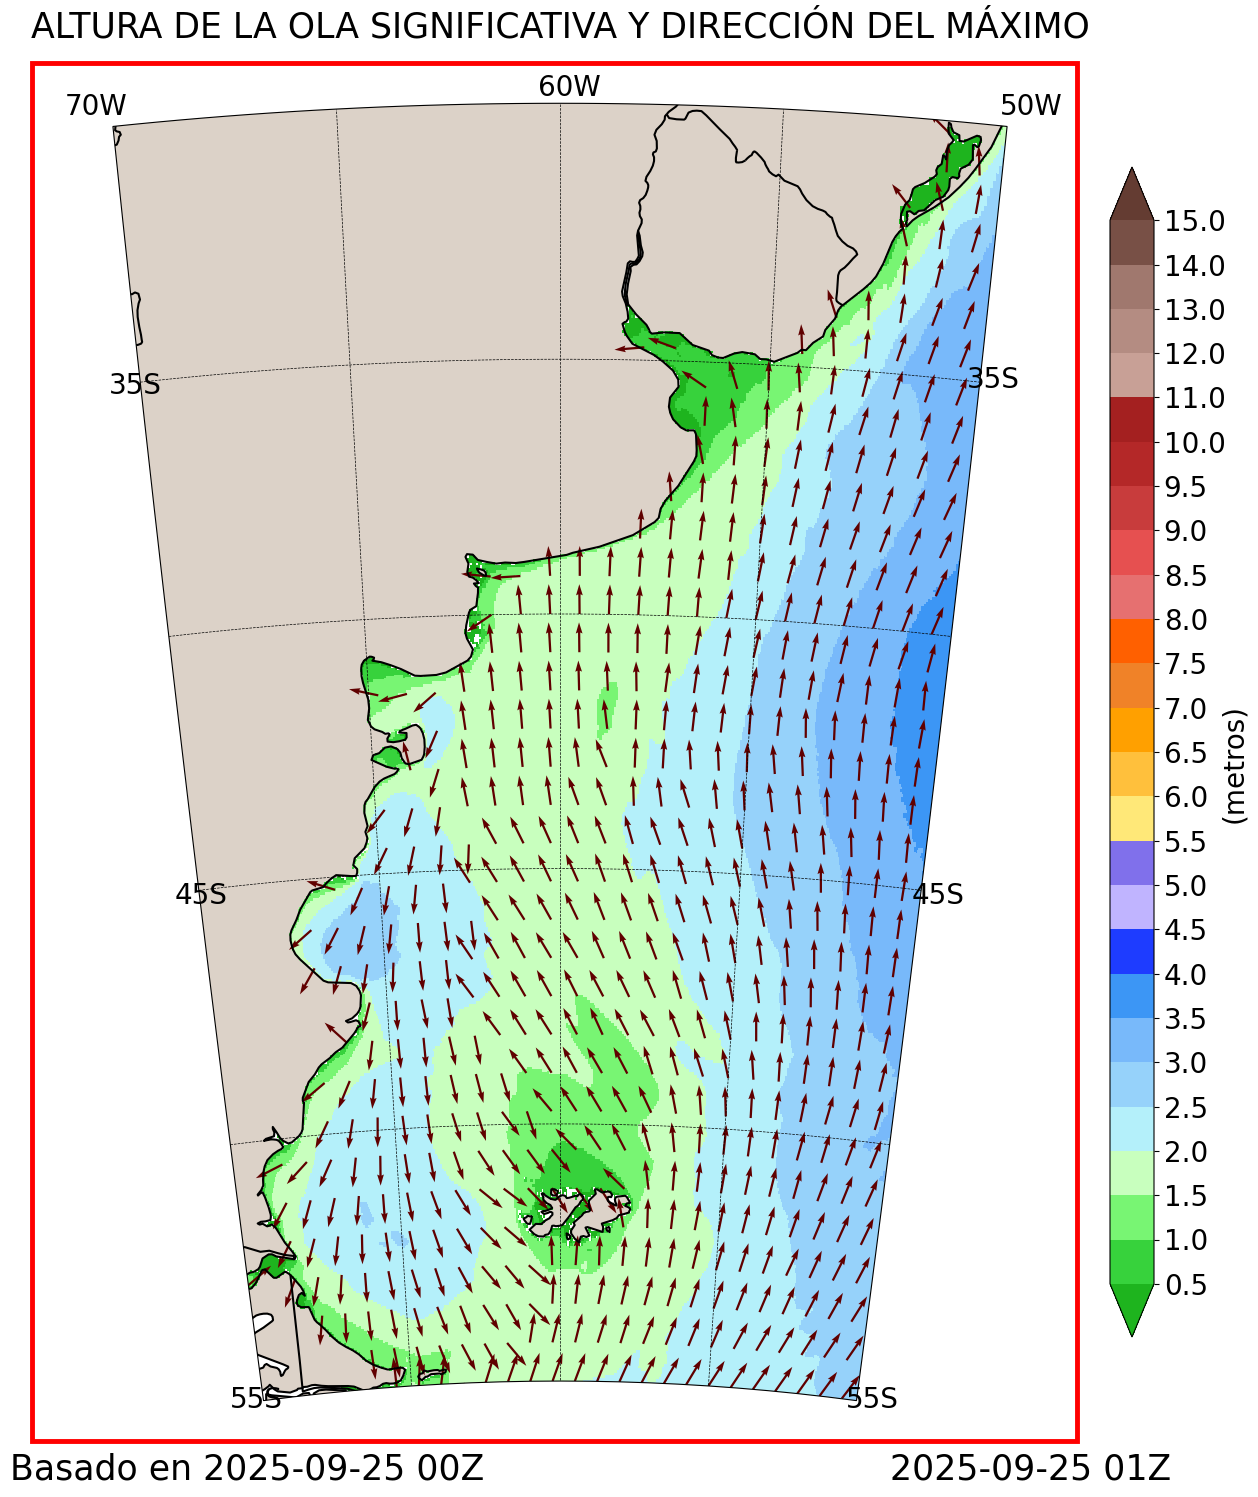 ALTURA DE LA OLA SIGNIFICATIVA Y DIRECCIÓN DEL MÁXIMO
70W
60W
50W
35S
35S
45S
45S
55S
55S
15.0
14.0
13.0
12.0
11.0
10.0
9.5
9.0
8.5
8.0
7.5
7.0
6.5
6.0
5.5
5.0
4.5
4.0
3.5
3.0
2.5
2.0
1.5
1.0
0.5
(metros)
Basado en 2025-09-25 00Z
2025-09-25 01Z